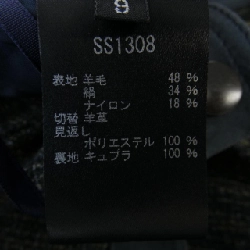 9
SS1308
表地 羊毛 48 %
絹 34 %
ナイロン 18 %
切替 羊革
見返し
ポリエステル 100 %
裏地 キュプラ 100 %